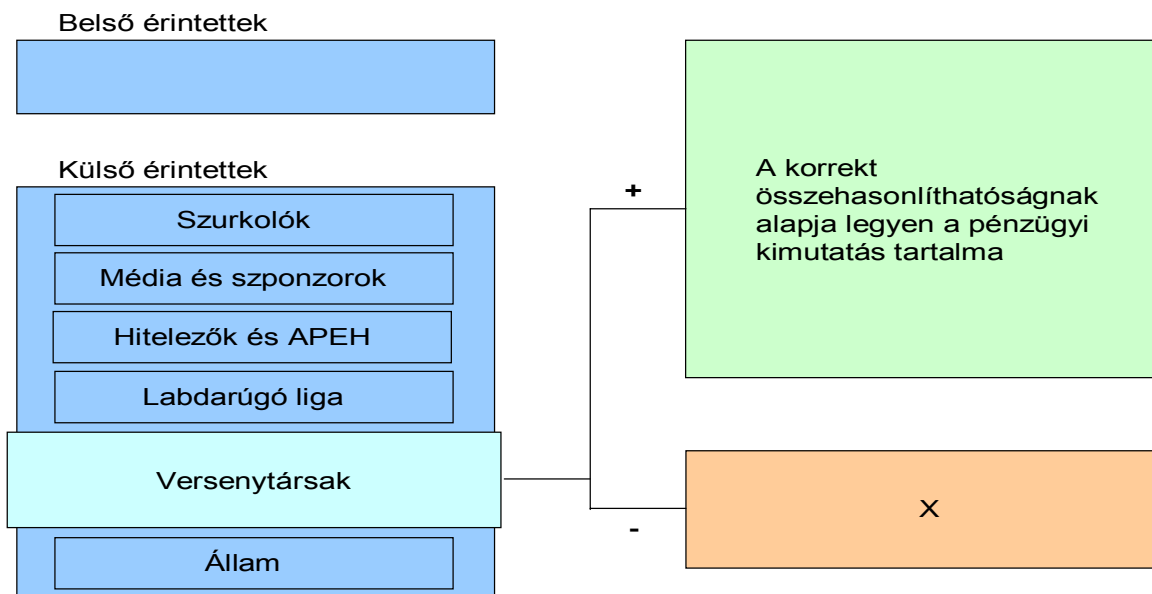 Belső érintettek
Külső érintettek
Szurkolók
Média és szponzorok
Hitelezők és APEH
Labdarúgó liga
Versenytársak
Állam
+
A korrekt
összehasonlíthatóságnak
alapja legyen a pénzügyi
kimutatás tartalma
-
X